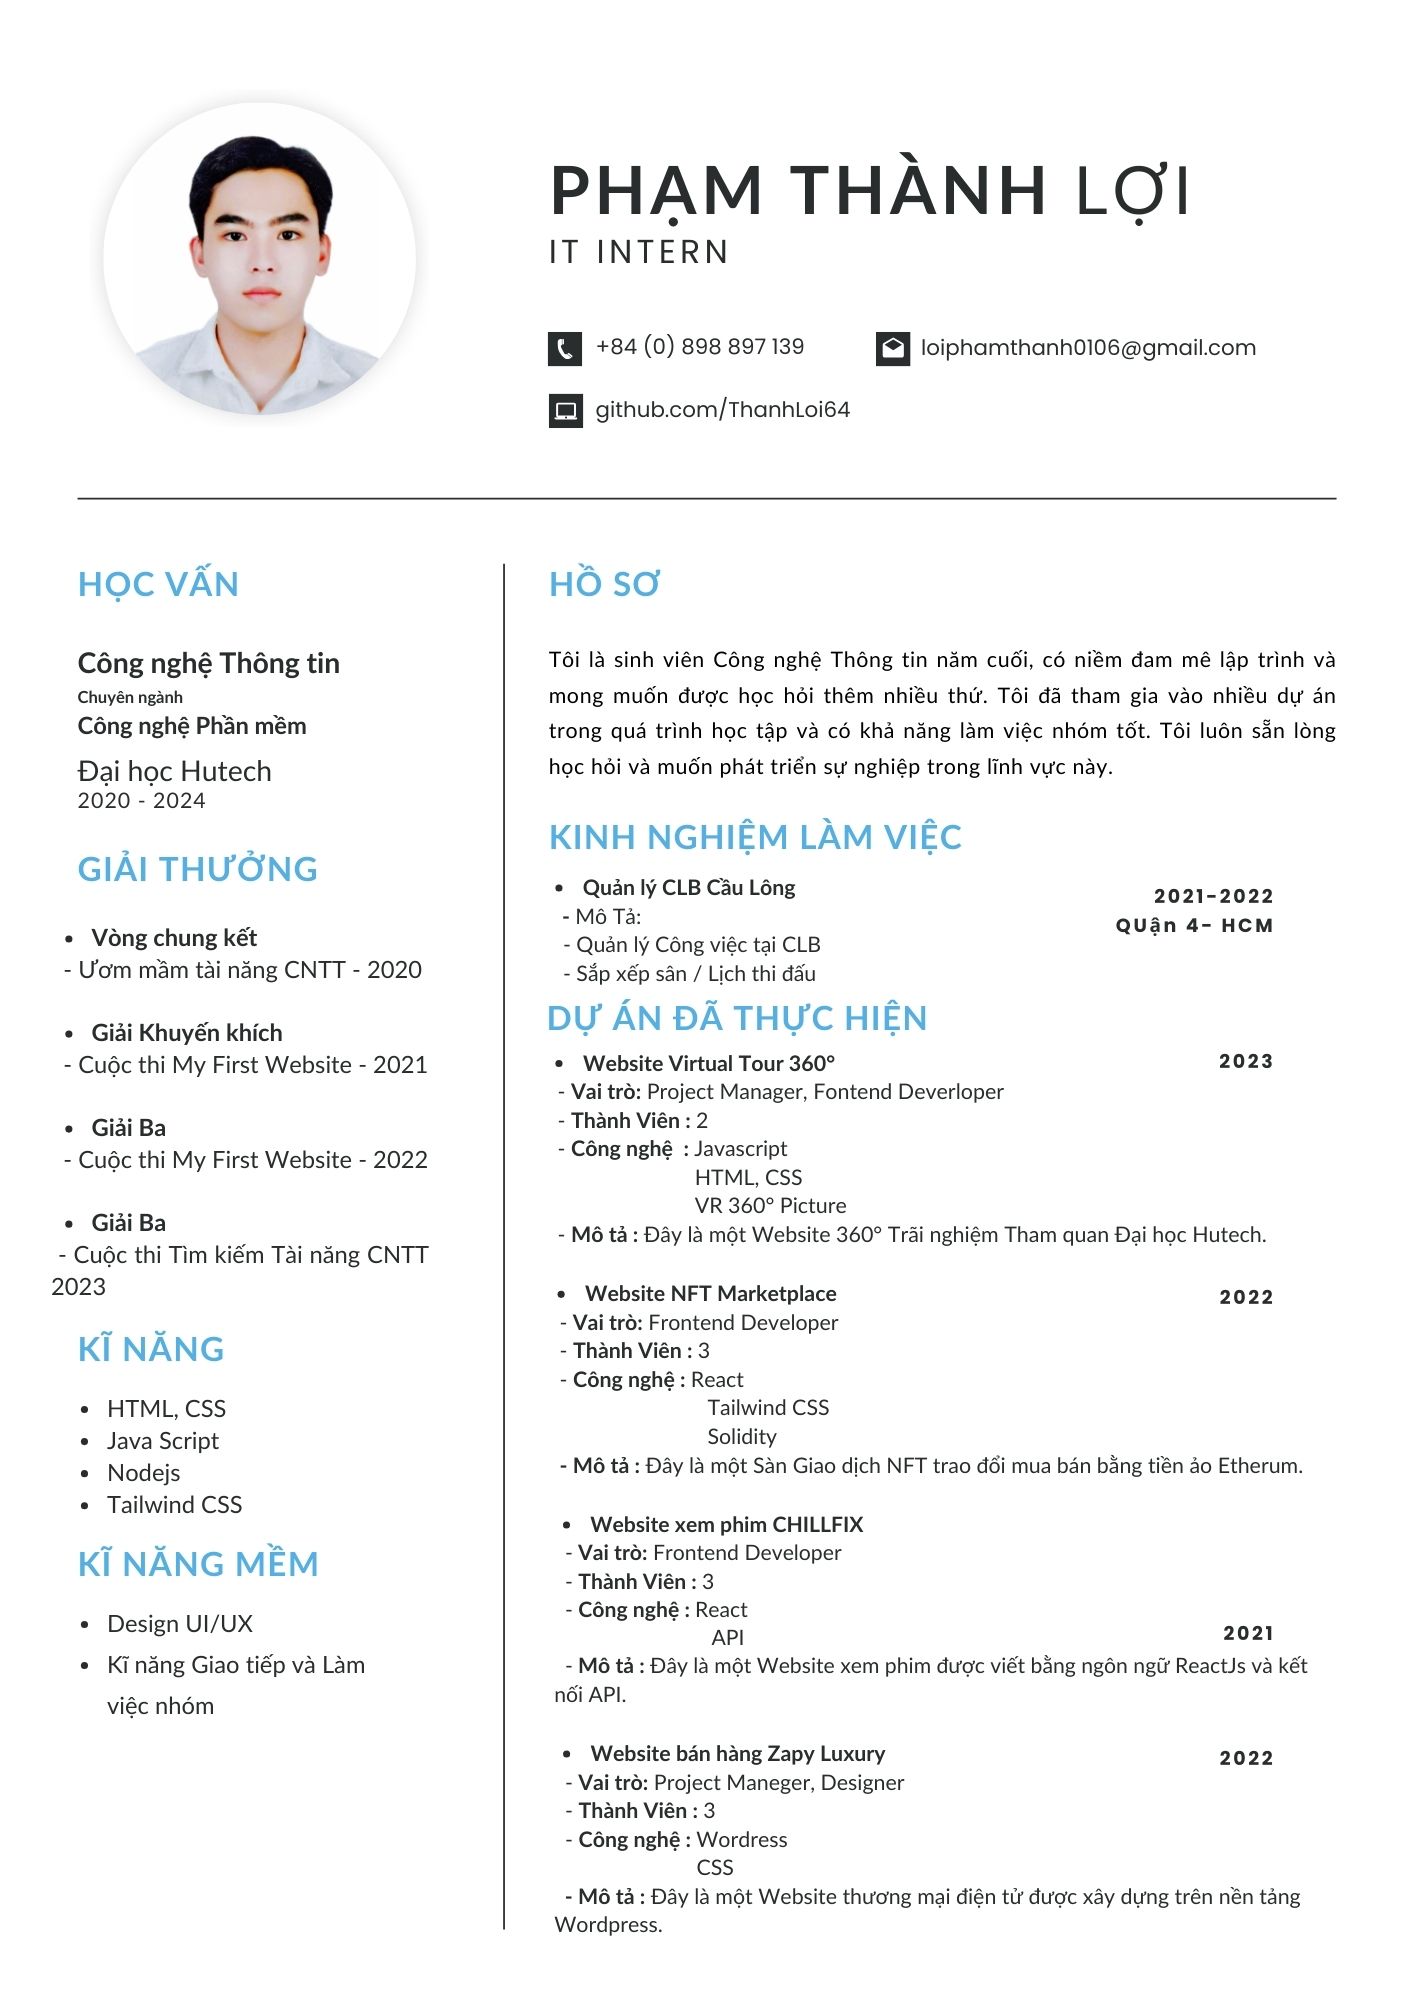 PHẠM THÀNH LỢI
IT INTERN
+84 (0) 898 897 139
loiphamthanh0106@gmail.com
github.com/ThanhLoi64
HỌC VẤN
Công nghệ Thông tin
Chuyên ngành
Công nghệ Phần mềm
Đại học Hutech
2020 - 2024
GIẢI THƯỞNG
• Vòng chung kết
- Ươm mầm tài năng CNTT - 2020
• Giải Khuyến khích
- Cuộc thi My First Website - 2021
• Giải Ba
- Cuộc thi My First Website - 2022
• Giải Ba
- Cuộc thi Tìm kiếm Tài năng CNTT
2023
KĨ NĂNG
• HTML, CSS
• Java Script
• Nodejs
• Tailwind CSS
KĨ NĂNG MỀM
• Design UI/UX
• Kĩ năng Giao tiếp và Làm
việc nhóm
HỒ SƠ
Tôi là sinh viên Công nghệ Thông tin năm cuối, có niềm đam mê lập trình và
mong muốn được học hỏi thêm nhiều thứ. Tôi đã tham gia vào nhiều dự án
trong quá trình học tập và có khả năng làm việc nhóm tốt. Tôi luôn sẵn lòng
học hỏi và muốn phát triển sự nghiệp trong lĩnh vực này.
KINH NGHIỆM LÀM VIỆC
• Quản lý CLB Cầu Lông
2021-2022
- Mô Tả:
QUận 4- HCM
- Quản lý Công việc tại CLB
- Sắp xếp sân / Lịch thi đấu
DỰ ÁN ĐÃ THỰC HIỆN
• Website Virtual Tour 360°
2023
- Vai trò: Project Manager, Fontend Deverloper
- Thành Viên : 2
- Công nghệ : Javascript
HTML, CSS
VR 360° Picture
- Mô tả : Đây là một Website 360° Trãi nghiệm Tham quan Đại học Hutech.
• Website NFT Marketplace
2022
- Vai trò: Frontend Developer
- Thành Viên : 3
- Công nghệ : React
Tailwind CSS
Solidity
- Mô tả : Đây là một Sàn Giao dịch NFT trao đổi mua bán bằng tiền ảo Etherum.
• Website xem phim CHILLFIX
- Vai trò: Frontend Developer
- Thành Viên : 3
- Công nghệ : React
API
2021
- Mô tả : Đây là một Website xem phim được viết bằng ngôn ngữ ReactJs và kết
nối API.
• Website bán hàng Zapy Luxury
2022
- Vai trò: Project Maneger, Designer
- Thành Viên : 3
- Công nghệ : Wordress
CSS
- Mô tả : Đây là một Website thương mại điện tử được xây dựng trên nền tảng
Wordpress.